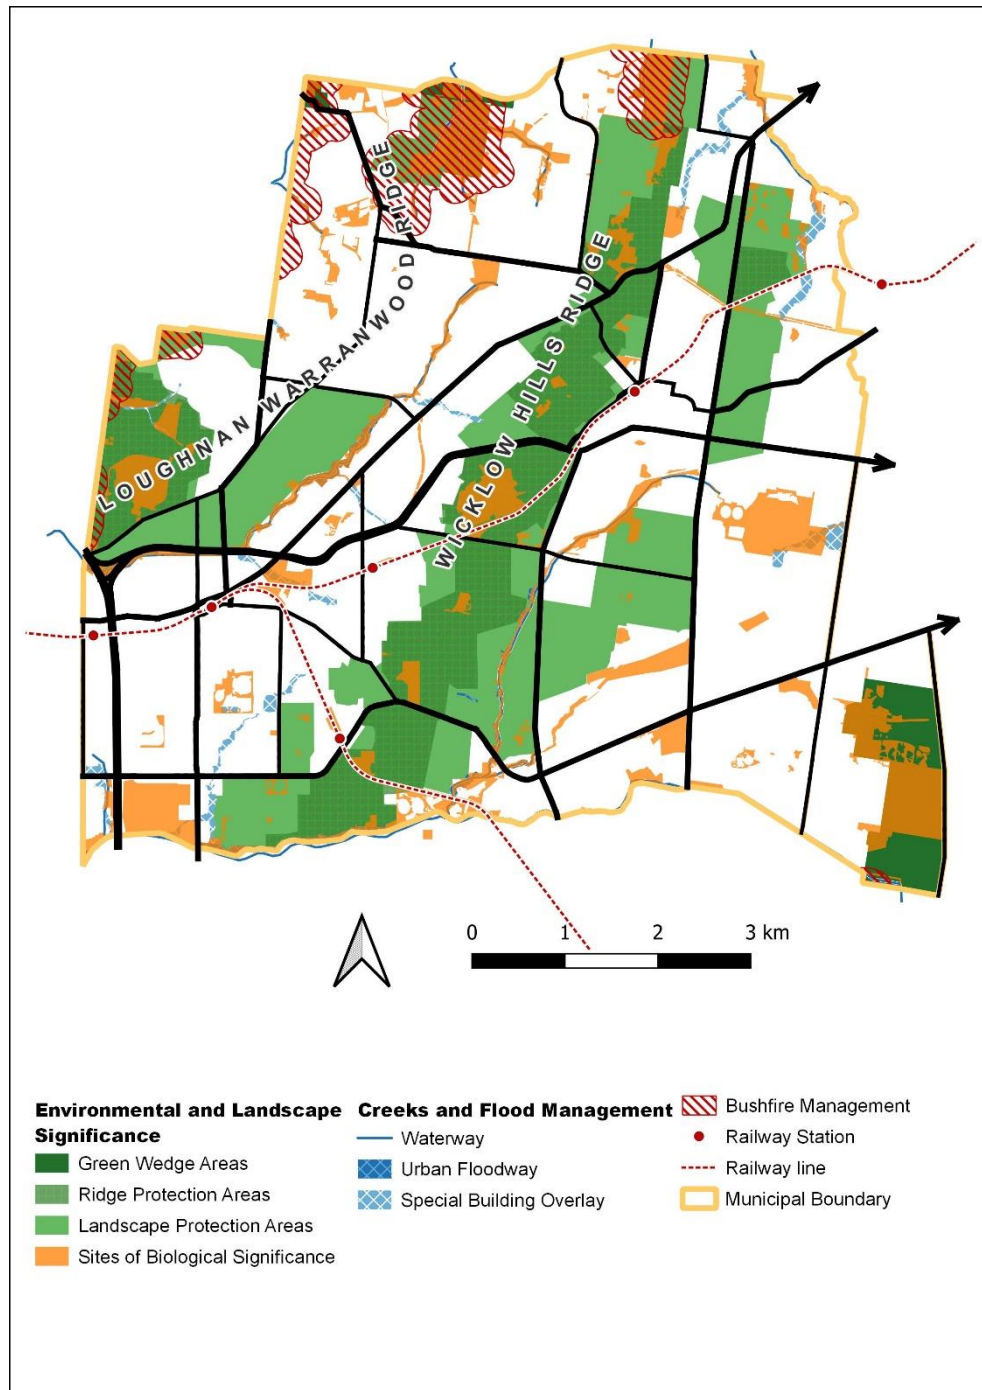 LOUGHNAN WARRANWOOD RIDGE
WICKLOW HILLS RIDGE
0 1 2 3 km
Environmental and Landscape
Significance
Green Wedge Areas
Ridge Protection Areas
Landscape Protection Areas
Sites of Biological Significance
Creeks and Flood Management
Waterway
Urban Floodway
Special Building Overlay
Bushfire Management
Railway Station
Railway line
Municipal Boundary